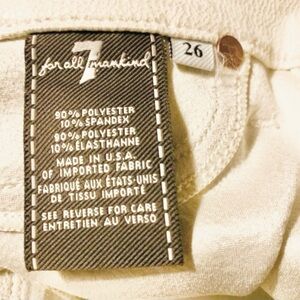 7
for all mankind
26
90% POLYESTER
10% SPANDEX
90% POLYESTER
10% ÉLASTHANNE
MADE IN U.S.A.
OF IMPORTED FABRIC
FABRIQUÉ AUX ÉTATS-UNIS
DE TISSU IMPORTÉ
SEE REVERSE FOR CARE
ENTRETIEN AU VERSO